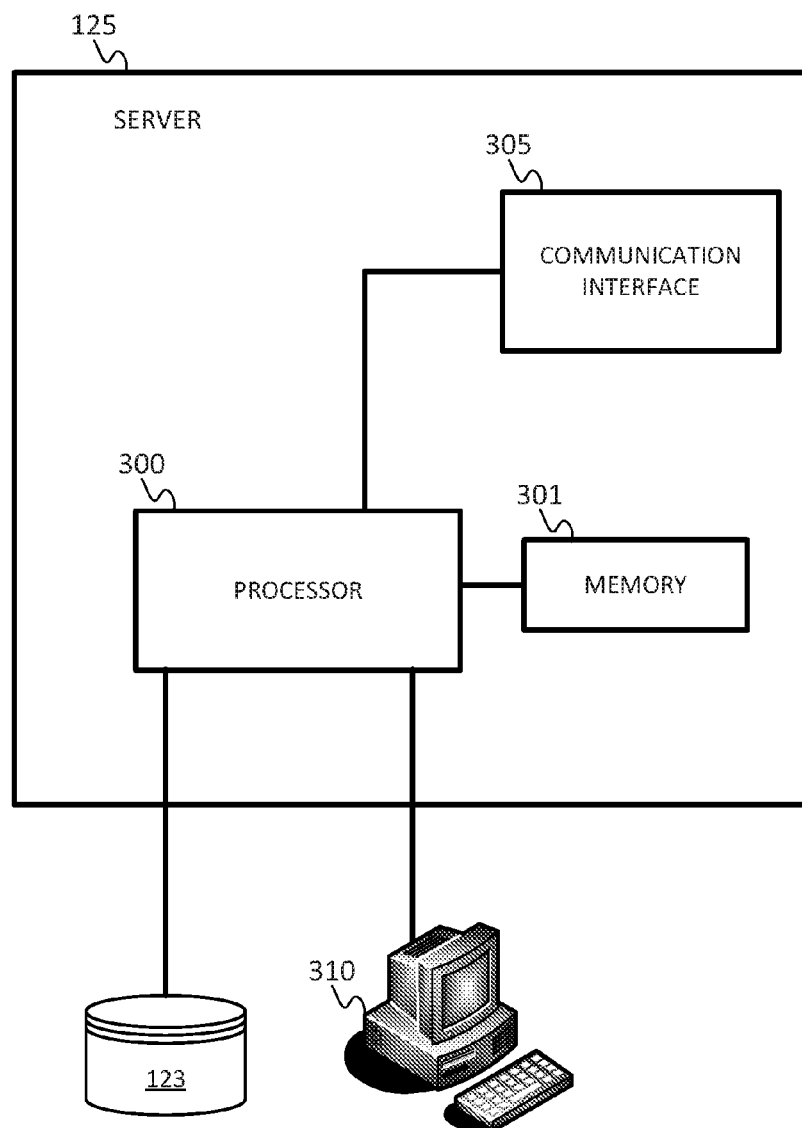 125
SERVER
305
COMMUNICATION
INTERFACE
300
301
PROCESSOR
MEMORY
310
123